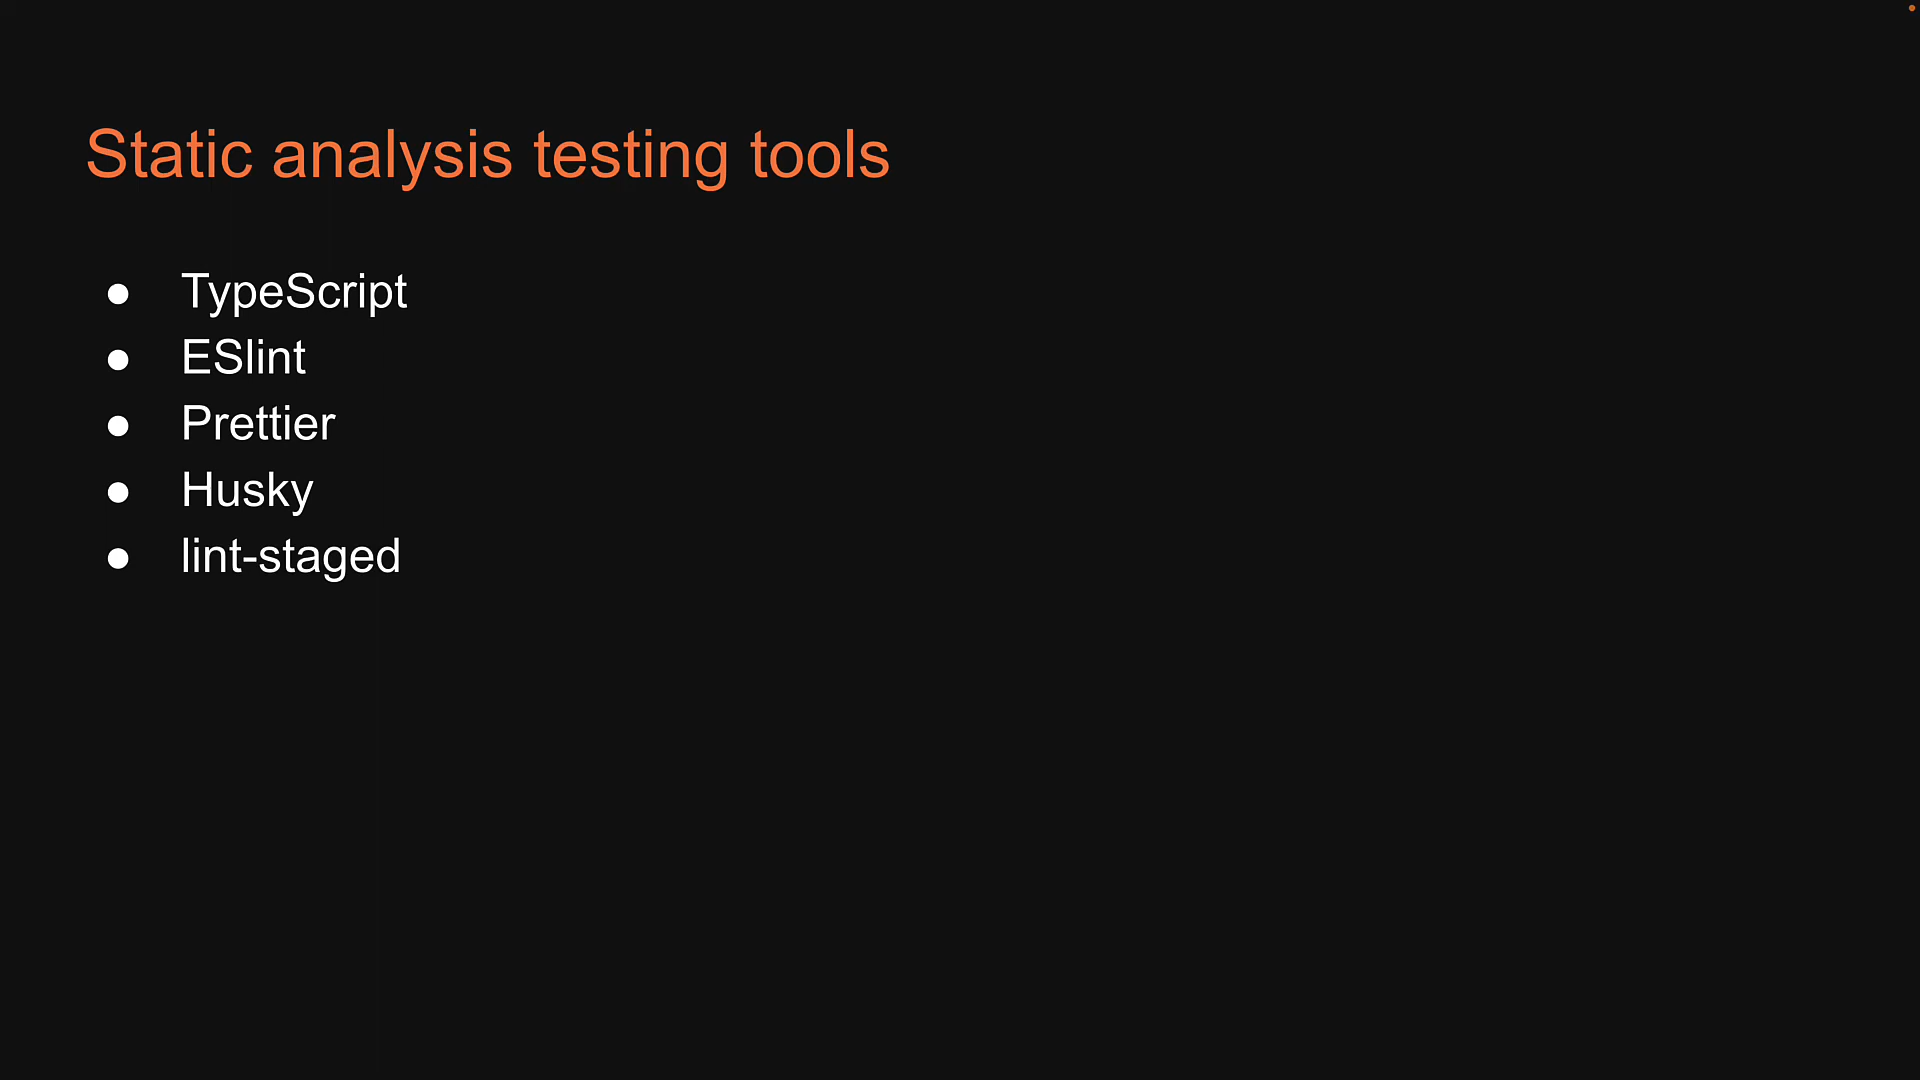 Static analysis testing tools
● TypeScript
● ESlint
● Prettier
● Husky
● lint-staged